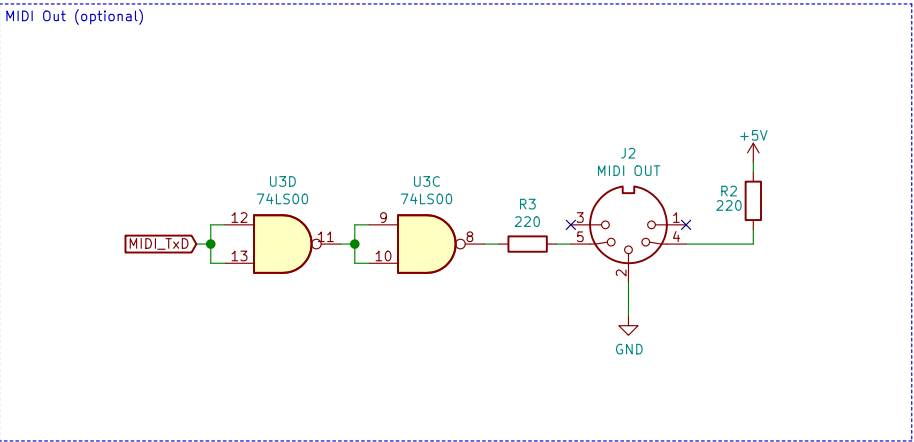 MIDI Out (optional)
+5V
J2
MIDI OUT
U3D
74LS00
U3C
74LS00
R3
220
R2
220
12
11
13
9
8
10
3
1
5
4
2
MIDI_TxD
GND